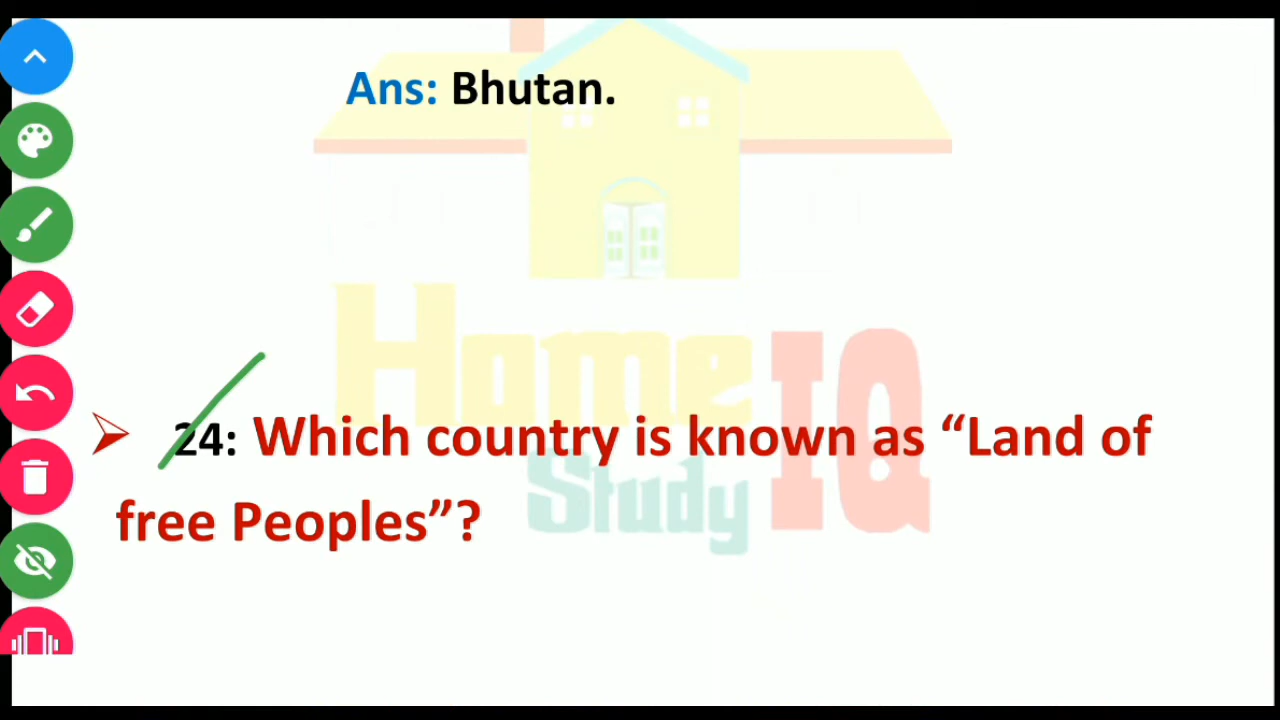 Ans: Bhutan.
Home IQ
Study
24: Which country is known as “Land of
free Peoples”?